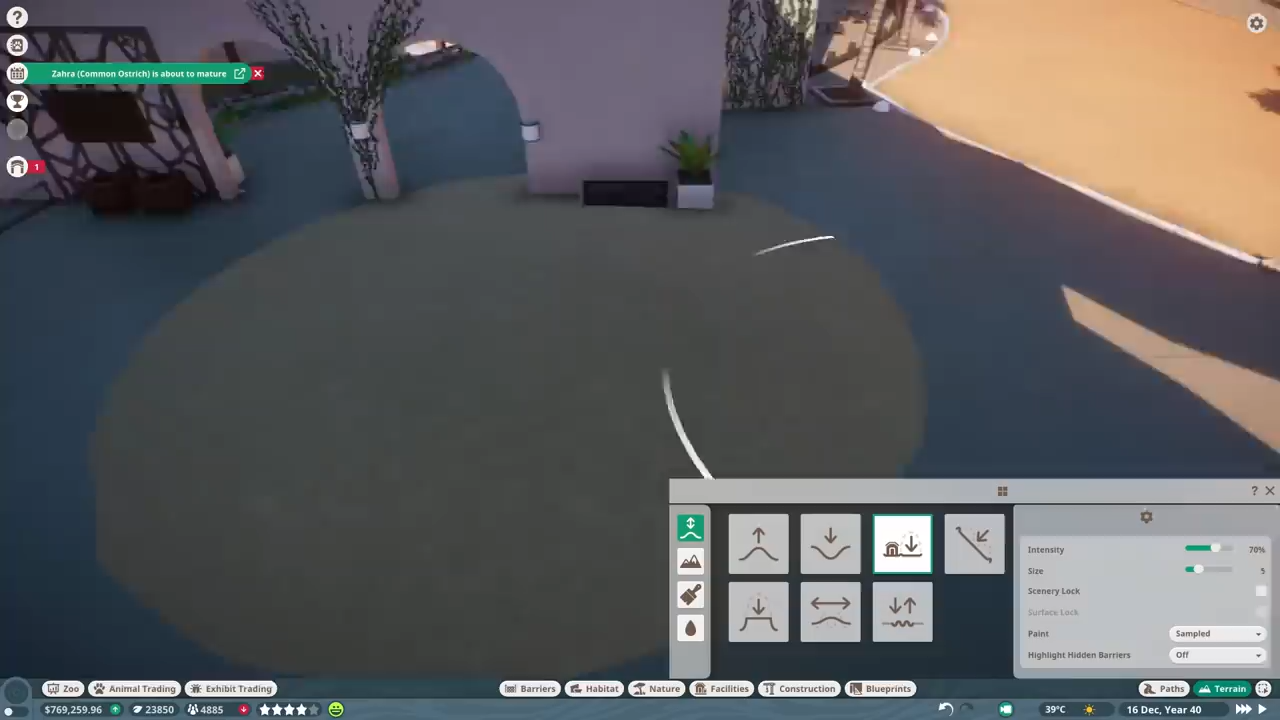 ?
Zahra (Common Ostrich) is about to mature
1
?
Intensity 70%
Size 5
Scenery Lock
Surface Lock
Paint Sampled
Highlight Hidden Barriers Off
Zoo Animal Trading Exhibit Trading Barriers Habitat Nature Facilities Construction Blueprints Paths Terrain
$769,259.96 23850 4885 39°C 16 Dec, Year 40